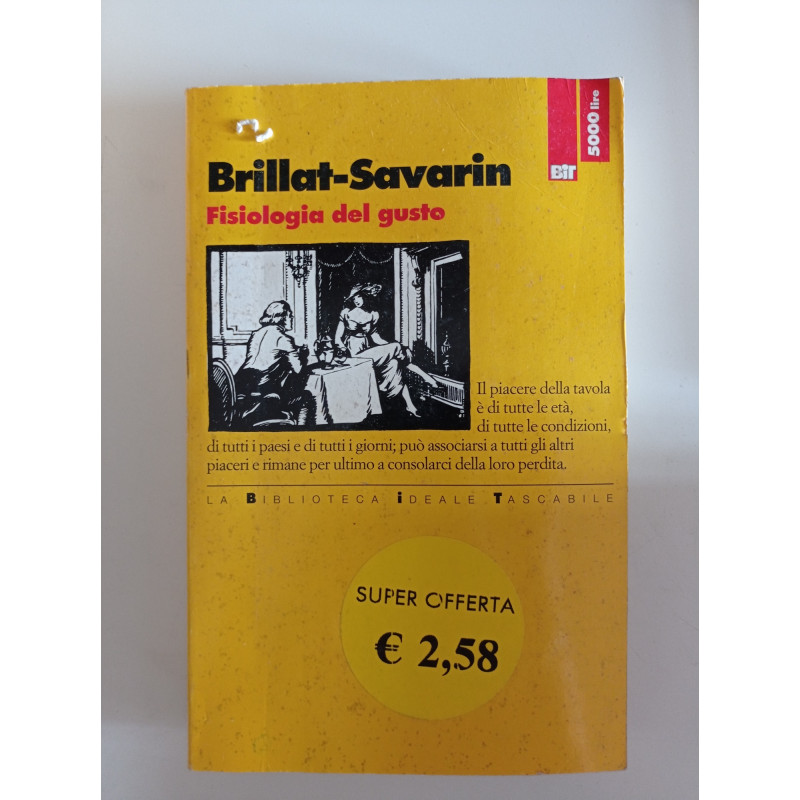 BiT
5000 lire
Brillat-Savarin
Fisiologia del gusto
Il piacere della tavola
è di tutte le età,
di tutte le condizioni,
di tutti i paesi e di tutti i giorni; può associarsi a tutti gli altri
piaceri e rimane per ultimo a consolarci della loro perdita.
LA BIBLIOTECA iDEALE TASCABILE
SUPER OFFERTA
€ 2,58